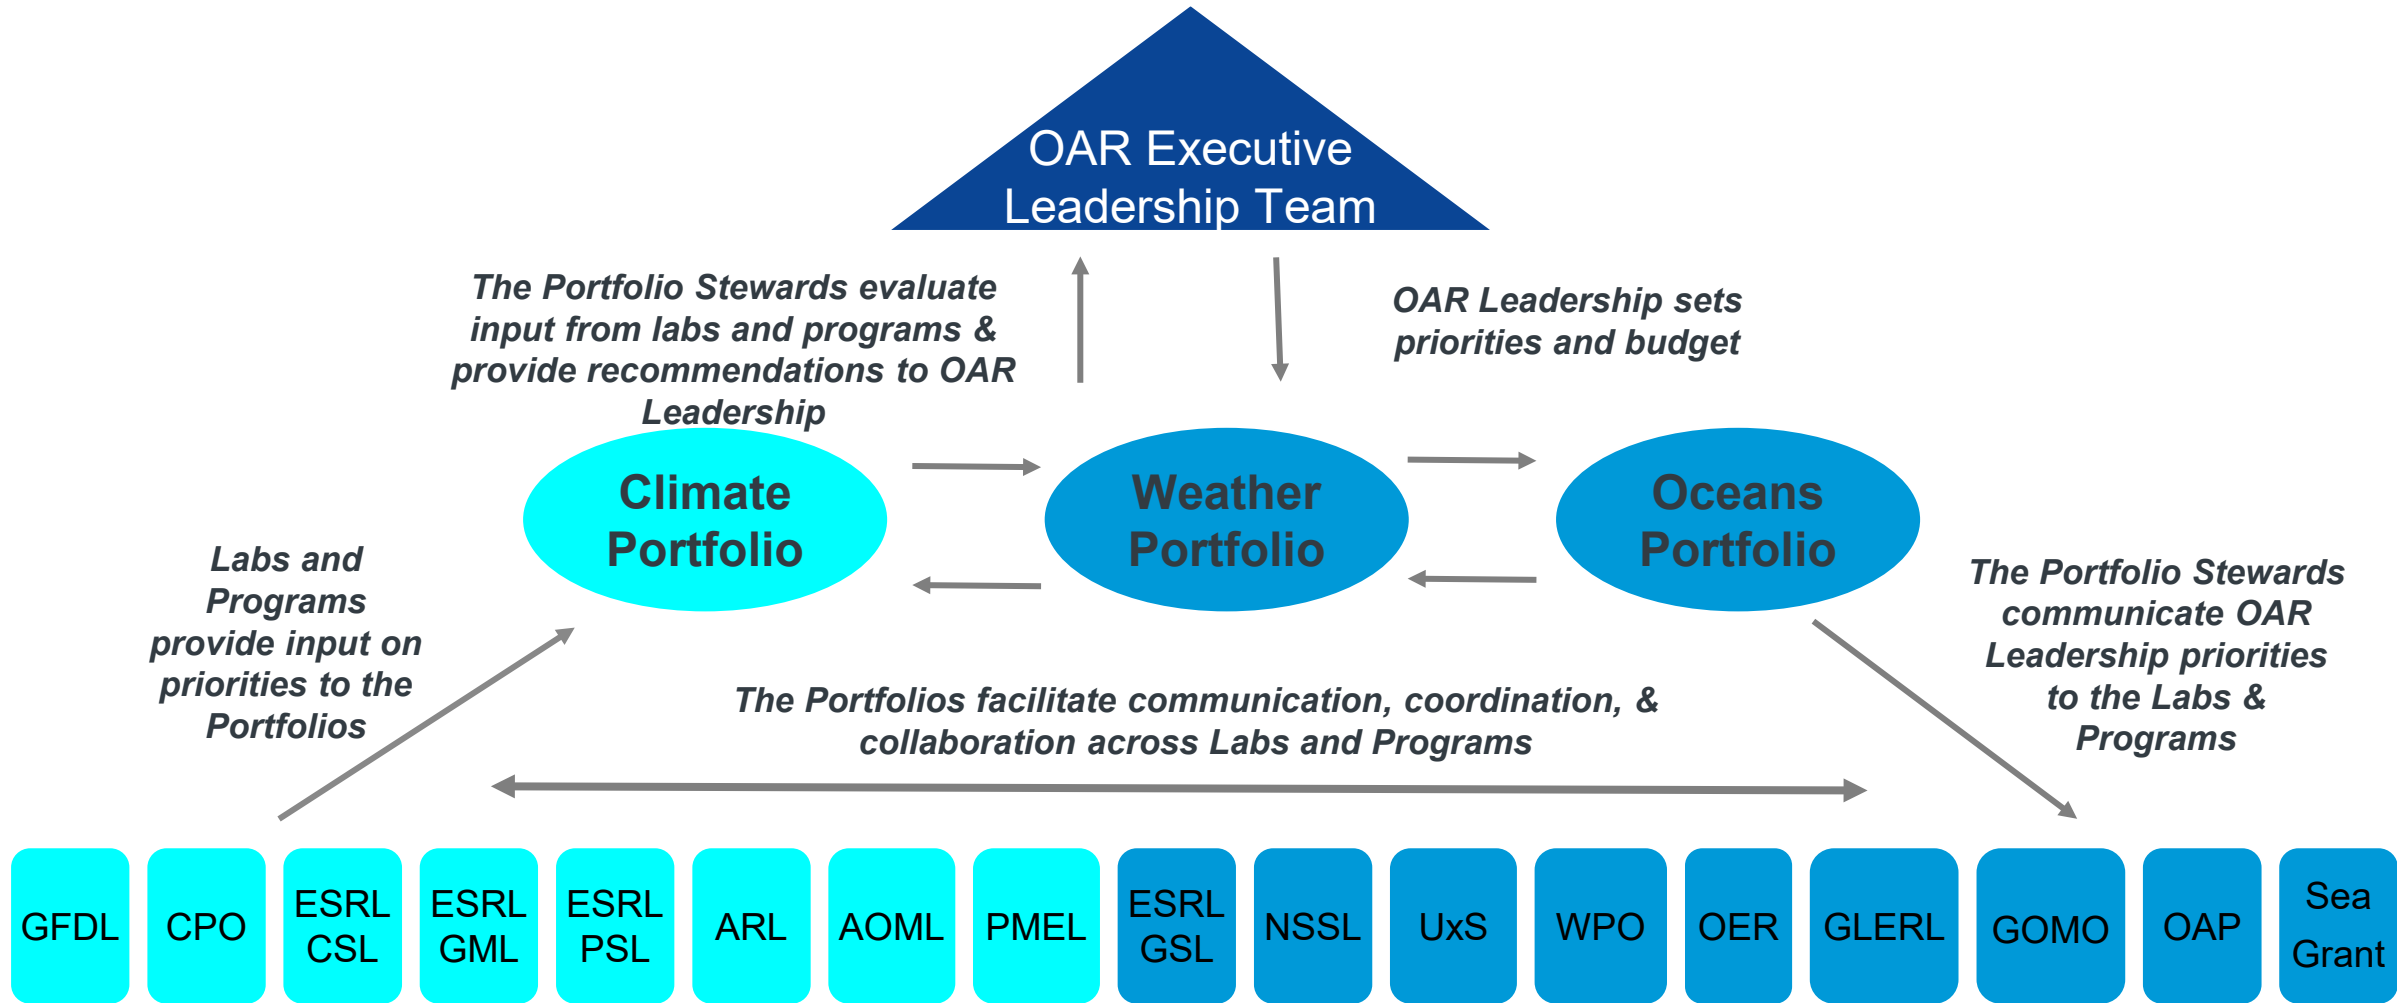 OAR Executive
Leadership Team
The Portfolio Stewards evaluate
input from labs and programs &
provide recommendations to OAR
Leadership
OAR Leadership sets
priorities and budget
Climate
Portfolio
Weather
Portfolio
Oceans
Portfolio
Labs and
Programs
provide input on
priorities to the
Portfolios
The Portfolio Stewards
communicate OAR
Leadership priorities
to the Labs &
Programs
The Portfolios facilitate communication, coordination, &
collaboration across Labs and Programs
GFDL
CPO
ESRL
CSL
ESRL
GML
ESRL
PSL
ARL
AOML
PMEL
ESRL
GSL
NSSL
UxS
WPO
OER
GLERL
GOMO
OAP
Sea
Grant